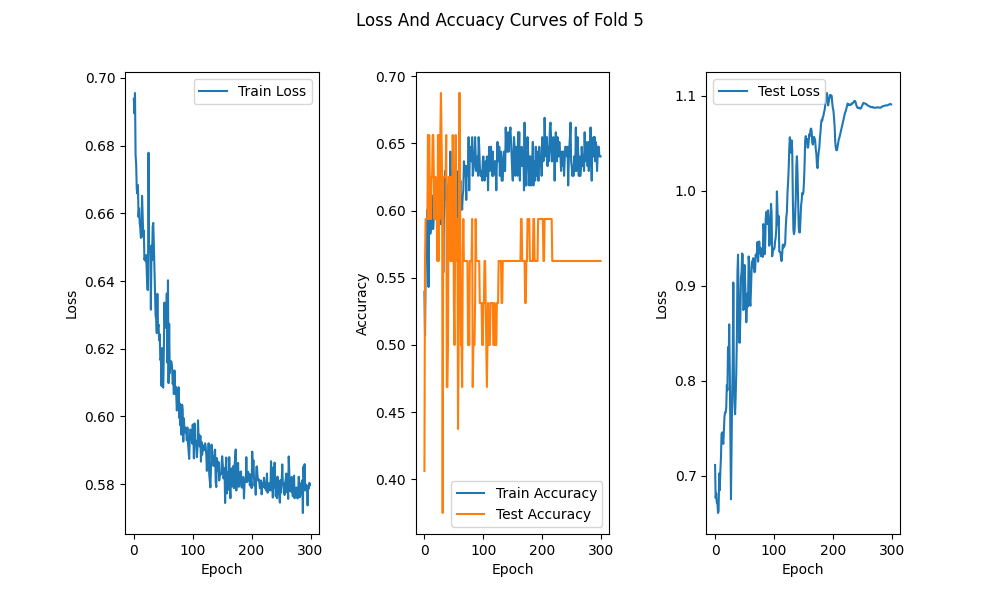 Loss And Accuacy Curves of Fold 5
Train Loss
0.70
0.68
0.66
0.64
0.62
0.60
0.58
Loss
0
100
200
300
Epoch
0.70
0.65
0.60
0.55
0.50
0.45
0.40
Accuracy
Train Accuracy
Test Accuracy
0
100
200
300
Epoch
Test Loss
1.1
1.0
0.9
0.8
0.7
Loss
0
100
200
300
Epoch